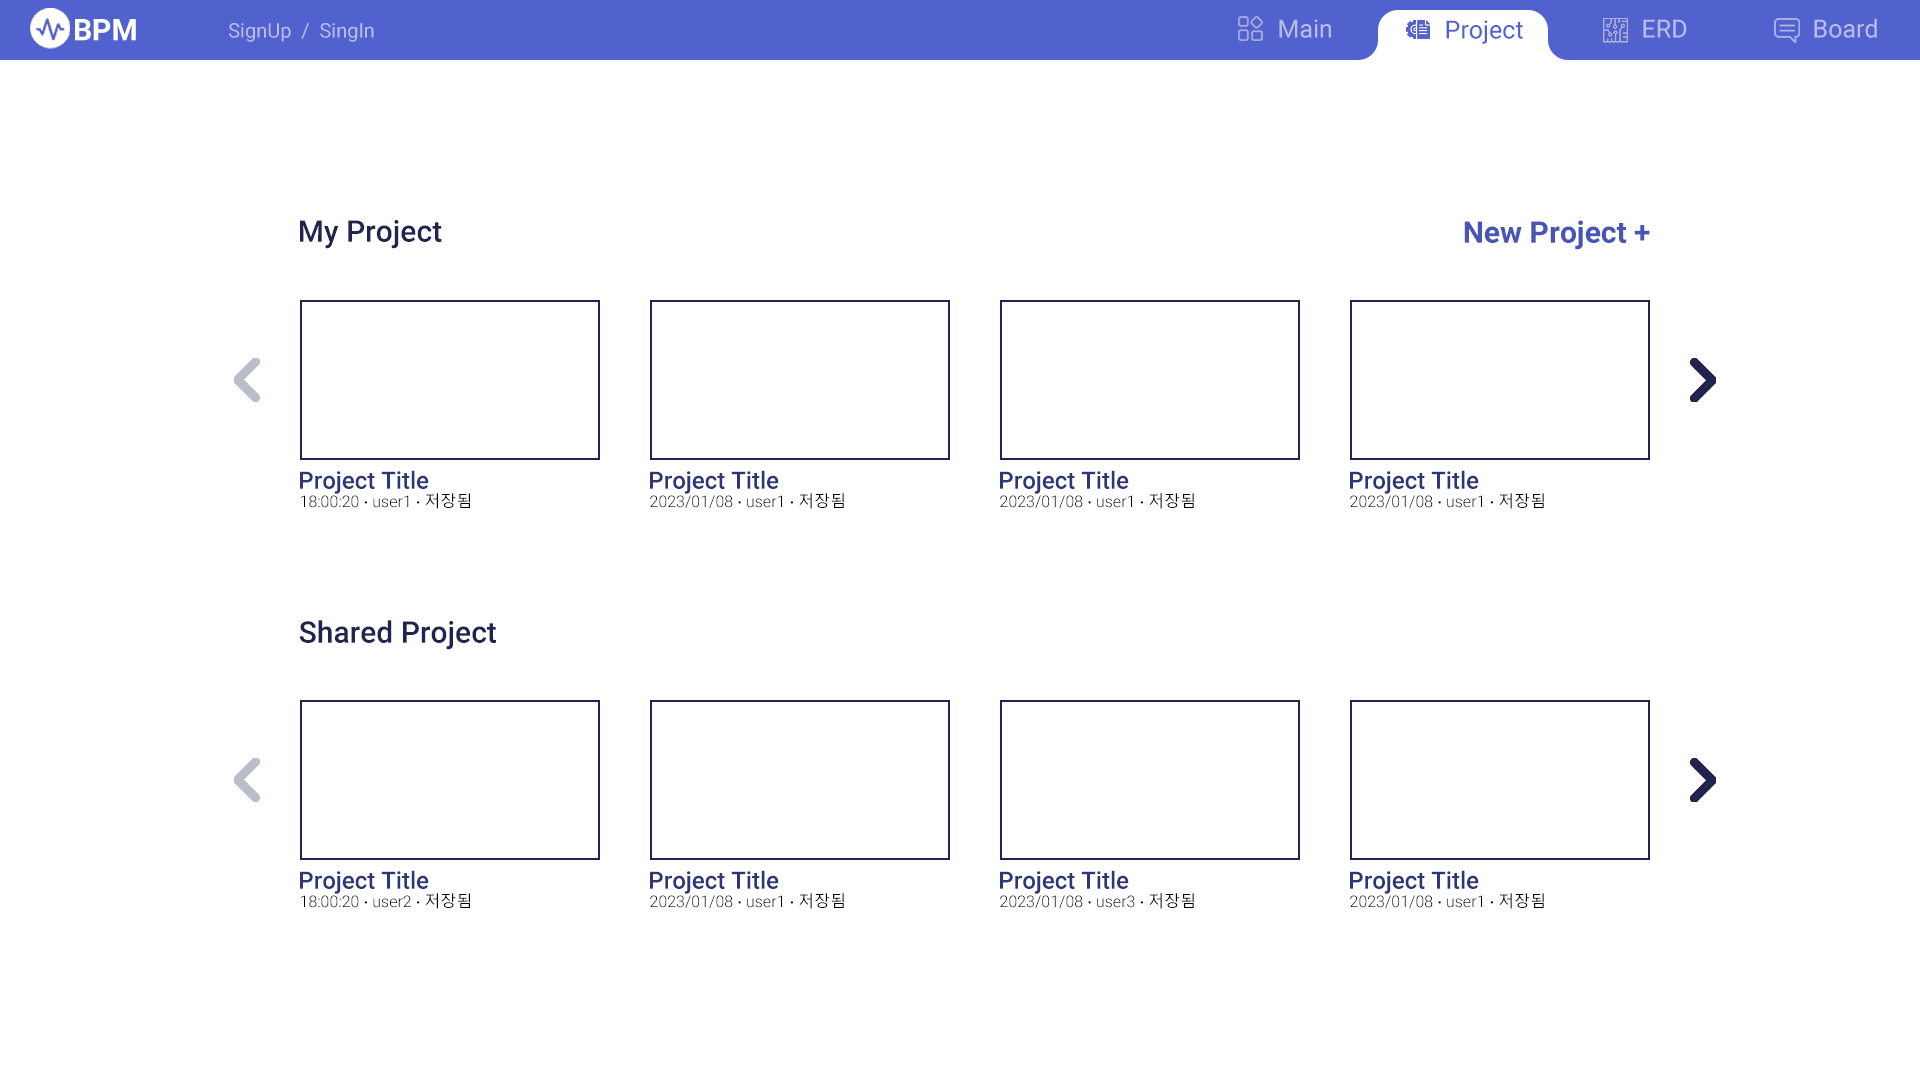 BPM
SignUp / SingIn
Main
Project
ERD
Board
My Project
New Project +
Project Title
18:00:20 • user1 • 저장됨
Project Title
2023/01/08 • user1 • 저장됨
Project Title
2023/01/08 • user1 • 저장됨
Project Title
2023/01/08 • user1 • 저장됨
Shared Project
Project Title
18:00:20 • user2 • 저장됨
Project Title
2023/01/08 • user1 • 저장됨
Project Title
2023/01/08 • user3 • 저장됨
Project Title
2023/01/08 • user1 • 저장됨